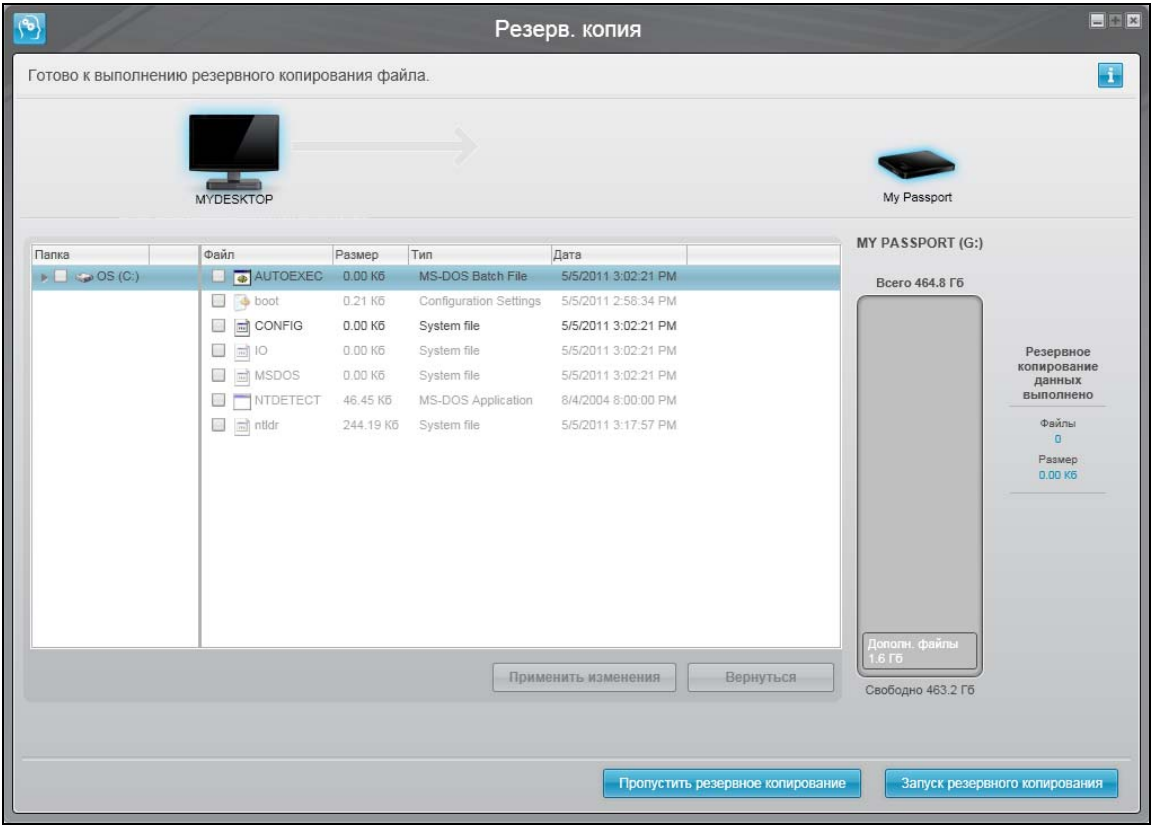 Резерв. копия
Готово к выполнению резервного копирования файла.
MYDESKTOP
My Passport
Папка Файл Размер Тип Дата
OS (C:) AUTOEXEC 0.00 Кб MS-DOS Batch File 5/5/2011 3:02:21 PM
boot 0.21 Кб Configuration Settings 5/5/2011 2:58:34 PM
CONFIG 0.00 Кб System file 5/5/2011 3:02:21 PM
IO 0.00 Кб System file 5/5/2011 3:02:21 PM
MSDOS 0.00 Кб System file 5/5/2011 3:02:21 PM
NTDETECT 46.45 Кб MS-DOS Application 8/4/2004 8:00:00 PM
ntldr 244.19 Кб System file 5/5/2011 3:17:57 PM
Применить изменения Вернуться
MY PASSPORT (G:)
Всего 464.8 Гб
Дополн. файлы
1.6 Гб
Свободно 463.2 Гб
Резервное
копирование
данных
выполнено
Файлы
0
Размер
0.00 Кб
Пропустить резервное копирование Запуск резервного копирования